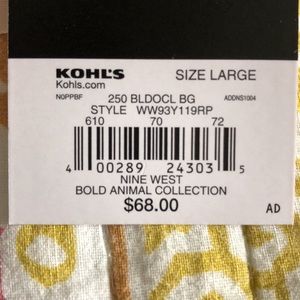 KOHL'S SIZE LARGE
Kohls.com
N0PPBF 250 BLDOCL BG ADDNS1004
STYLE WW93Y119RP
610 70 72
4 00289 24303 5
NINE WEST
BOLD ANIMAL COLLECTION
$68.00
AD